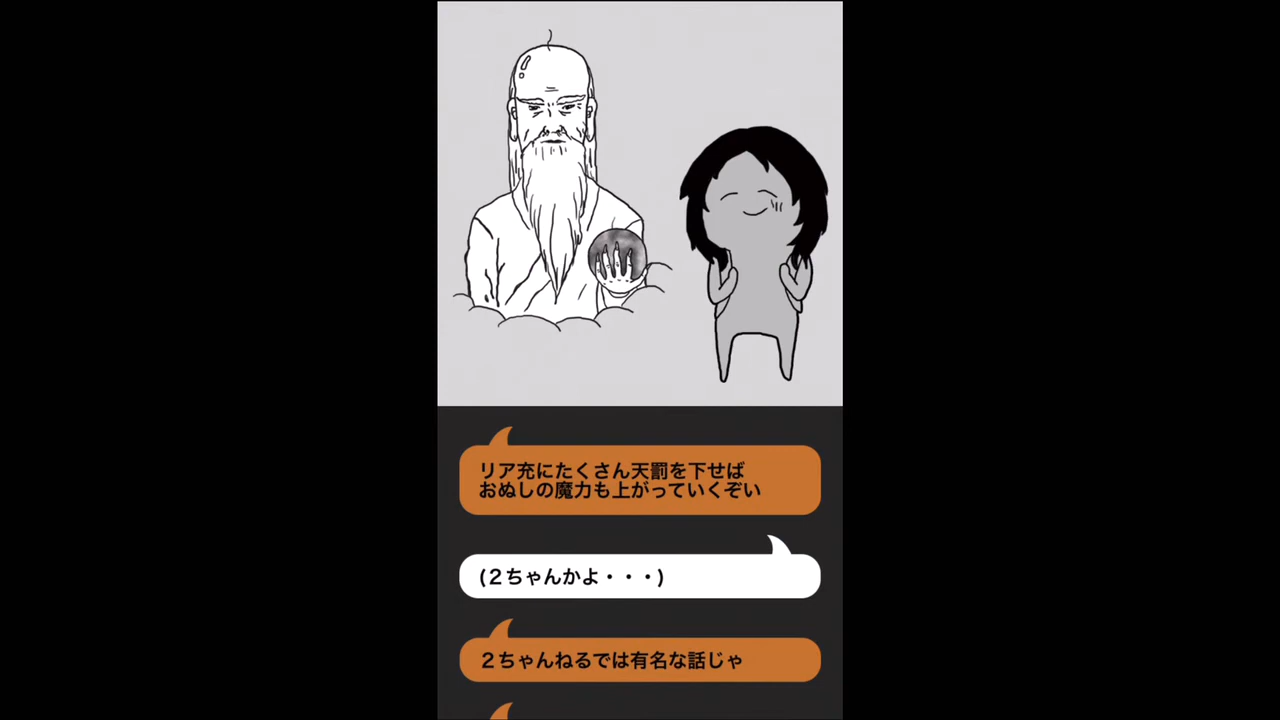 リア充にたくさん天罰を下せば
おぬしの魔力も上がっていくぞい
(２ちゃんかよ・・・)
２ちゃんねるでは有名な話じゃ